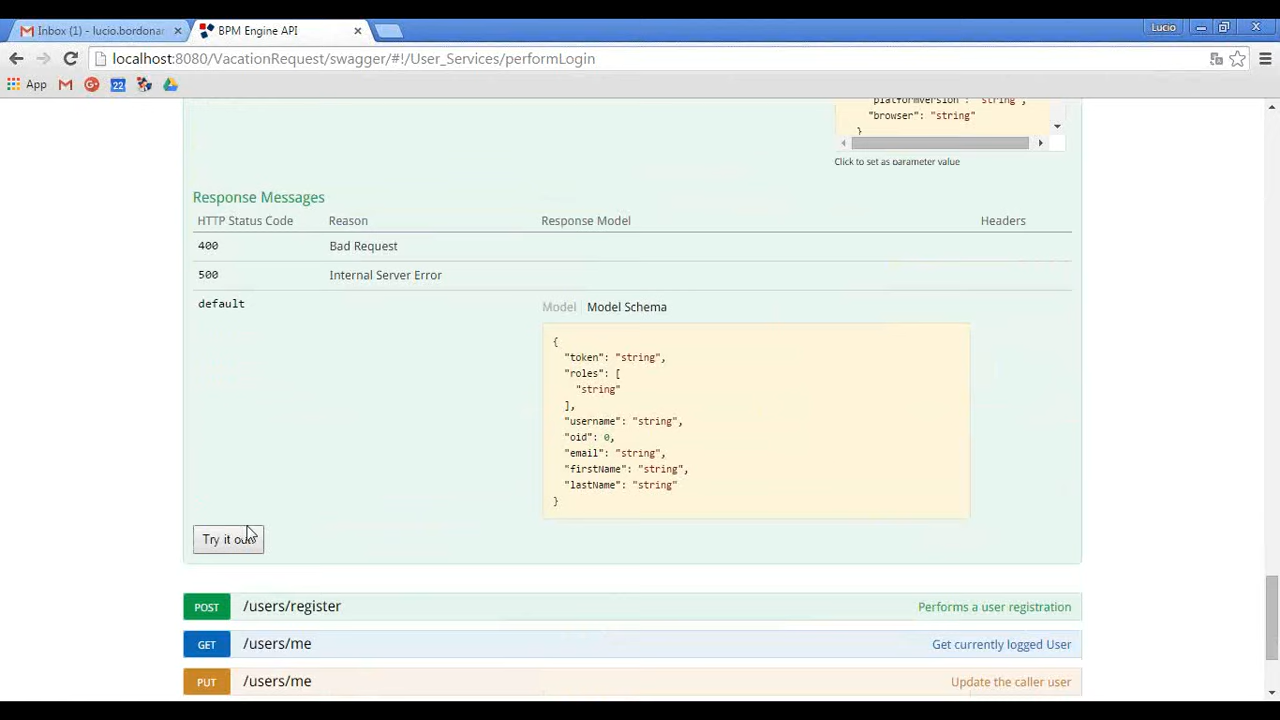 Inbox (1) - lucio.bordonar
BPM Engine API
Lucio
localhost:8080/VacationRequest/swagger/#!/User_Services/performLogin
App
22
"platformversion": "string",
"browser": "string"
}
Click to set as parameter value
Response Messages
HTTP Status Code Reason Response Model Headers
400 Bad Request
500 Internal Server Error
default
Model Model Schema
{
"token": "string",
"roles": [
"string"
],
"username": "string",
"oid": 0,
"email": "string",
"firstName": "string",
"lastName": "string"
}
Try it out
POST /users/register Performs a user registration
GET /users/me Get currently logged User
PUT /users/me Update the caller user